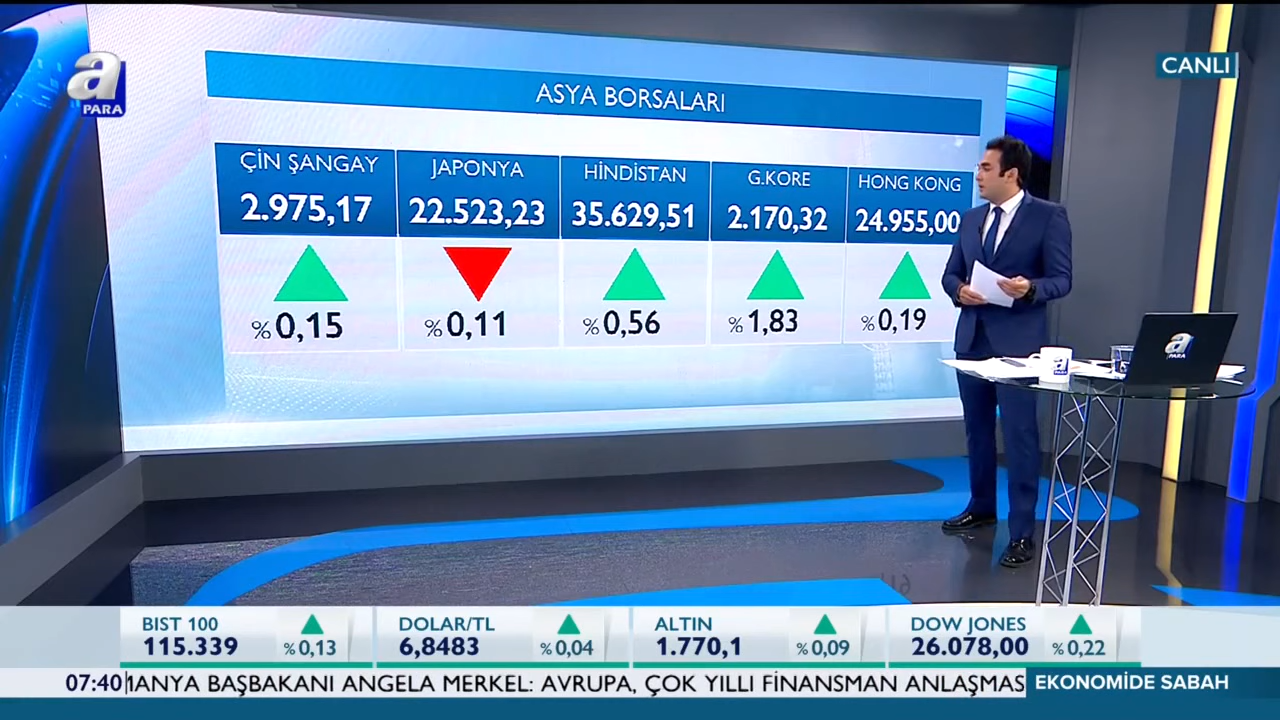 a
PARA
CANLI
ASYA BORSALARI
ÇİN ŞANGAY
2.975,17
% 0,15
JAPONYA
22.523,23
% 0,11
HİNDİSTAN
35.629,51
% 0,56
G.KORE
2.170,32
% 1,83
HONG KONG
24.955,00
% 0,19
a
PARA
a
PARA
BIST 100
115.339
% 0,13
DOLAR/TL
6,8483
% 0,04
ALTIN
1.770,1
% 0,09
DOW JONES
26.078,00
% 0,22
07:40 MANYA BAŞBAKANI ANGELA MERKEL: AVRUPA, ÇOK YILLI FİNANSMAN ANLAŞMAS
EKONOMİDE SABAH